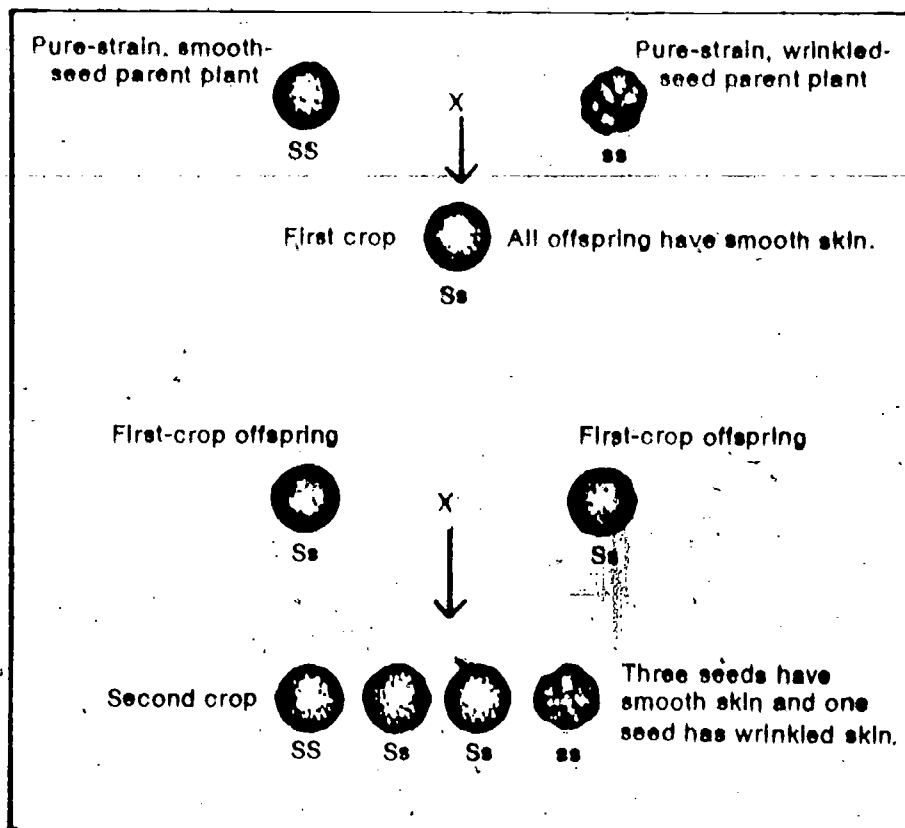 Pure-strain, smooth-
seed parent plant
Pure-strain, wrinkled-
seed parent plant
X
SS
ss
First crop
All offspring have smooth skin.
Ss
First-crop offspring
First-crop offspring
X
Ss
Ss
Second crop
Three seeds have
smooth skin and one
seed has wrinkled skin.
SS
Ss
Ss
ss